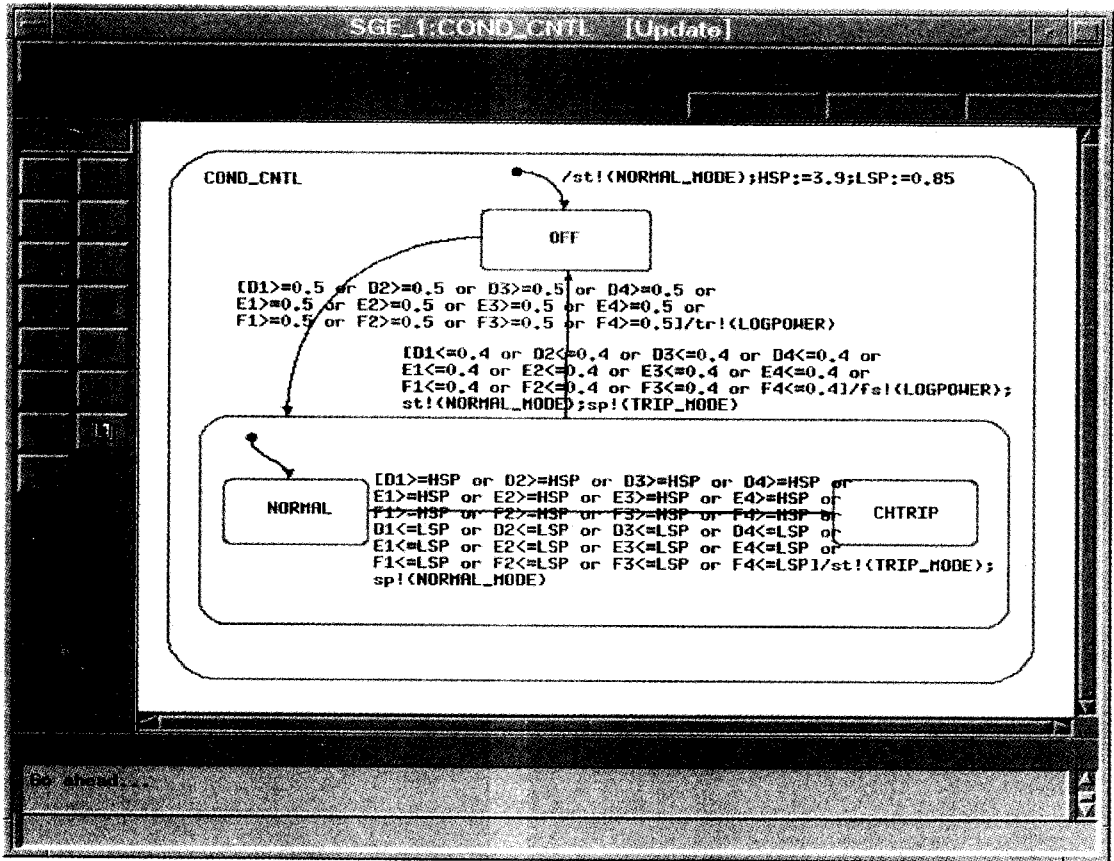 SGE_1:COND_CNTL [Update]
COND_CNTL
/st!(NORMAL_MODE);HSP:=3.9;LSP:=0.85
OFF
[D1>=0.5 or D2>=0.5 or D3>=0.5 or D4>=0.5 or
E1>=0.5 or E2>=0.5 or E3>=0.5 or E4>=0.5 or
F1>=0.5 or F2>=0.5 or F3>=0.5 or F4>=0.5]/tr!(LOGPOWER)
[D1<=0.4 or D2<=0.4 or D3<=0.4 or D4<=0.4 or
E1<=0.4 or E2<=0.4 or E3<=0.4 or E4<=0.4 or
F1<=0.4 or F2<=0.4 or F3<=0.4 or F4<=0.4]/fs!(LOGPOWER);
st!(NORMAL_MODE);sp!(TRIP_MODE)
[D1>=HSP or D2>=HSP or D3>=HSP or D4>=HSP or
E1>=HSP or E2>=HSP or E3>=HSP or E4>=HSP or
NORMAL
F1>=HSP or F2>=HSP or F3>=HSP or F4>=HSP or
CHTRIP
D1<=LSP or D2<=LSP or D3<=LSP or D4<=LSP or
E1<=LSP or E2<=LSP or E3<=LSP or E4<=LSP or
F1<=LSP or F2<=LSP or F3<=LSP or F4<=LSP]/st!(TRIP_MODE);
sp!(NORMAL_MODE)
Go ahead...